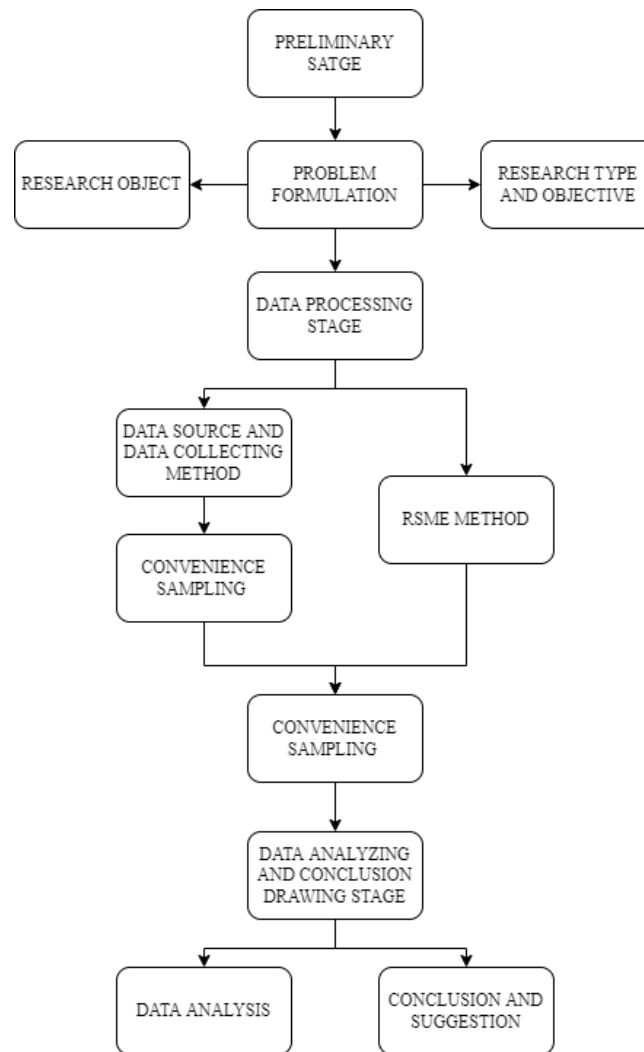 PRELIMINARY
SATGE
RESEARCH OBJECT
PROBLEM
FORMULATION
RESEARCH TYPE
AND OBJECTIVE
DATA PROCESSING
STAGE
DATA SOURCE AND
DATA COLLECTING
METHOD
RSME METHOD
CONVENIENCE
SAMPLING
CONVENIENCE
SAMPLING
DATA ANALYZING
AND CONCLUSION
DRAWING STAGE
DATA ANALYSIS
CONCLUSION AND
SUGGESTION